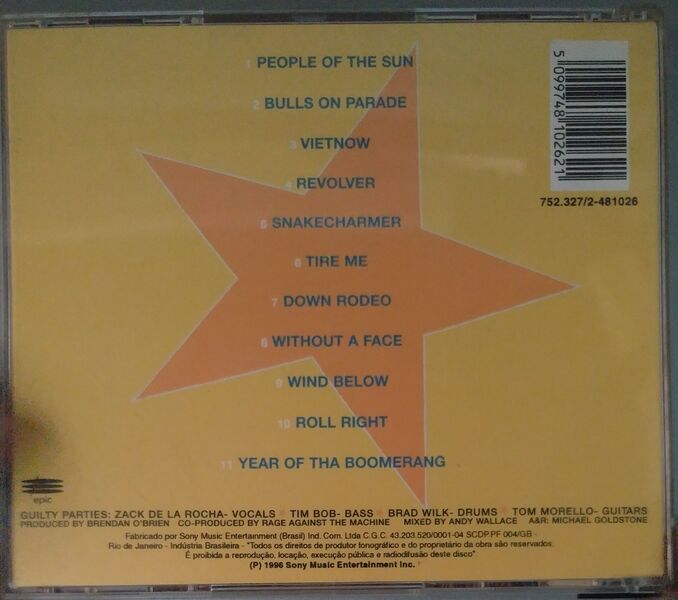 1 PEOPLE OF THE SUN
2 BULLS ON PARADE
3 VIETNOW
4 REVOLVER
5 SNAKECHARMER
6 TIRE ME
7 DOWN RODEO
8 WITHOUT A FACE
9 WIND BELOW
10 ROLL RIGHT
11 YEAR OF THA BOOMERANG
5 099748 102621
752.327/2-481026
epic
GUILTY PARTIES: ZACK DE LA ROCHA- VOCALS * TIM BOB- BASS * BRAD WILK- DRUMS * TOM MORELLO- GUITARS
PRODUCED BY BRENDAN O'BRIEN CO-PRODUCED BY RAGE AGAINST THE MACHINE MIXED BY ANDY WALLACE A&R: MICHAEL GOLDSTONE
Fabricado por Sony Music Entertainment (Brasil) Ind. Com. Ltda C.G.C. 43.203.520/0001-04 SCDP.PF 004/GB -
Rio de Janeiro - Indústria Brasileira - "Todos os direitos de produtor fonográfico e do proprietário da obra são reservados.
É proibida a reprodução, locação, execução pública e radiodifusão deste disco".
(P) 1996 Sony Music Entertainment Inc.